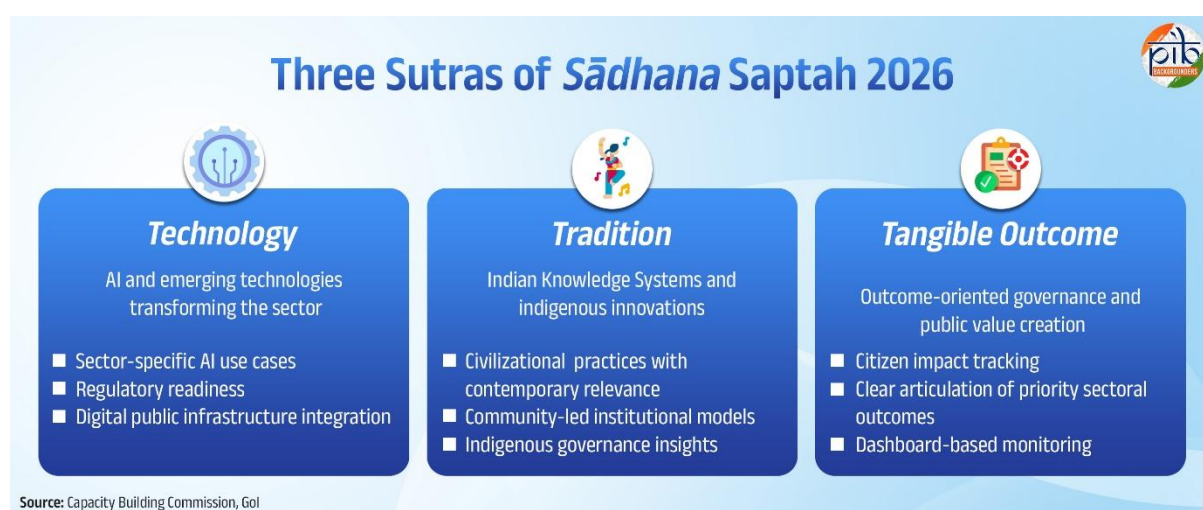 Three Sutras of Sādhana Saptah 2026
pib
BACKGROUNDERS
Technology
AI and emerging technologies
transforming the sector
■ Sector-specific AI use cases
■ Regulatory readiness
■ Digital public infrastructure integration
Tradition
Indian Knowledge Systems and
indigenous innovations
■ Civilizational practices with
contemporary relevance
■ Community-led institutional models
■ Indigenous governance insights
Tangible Outcome
Outcome-oriented governance and
public value creation
■ Citizen impact tracking
■ Clear articulation of priority sectoral
outcomes
■ Dashboard-based monitoring
Source: Capacity Building Commission, GoI